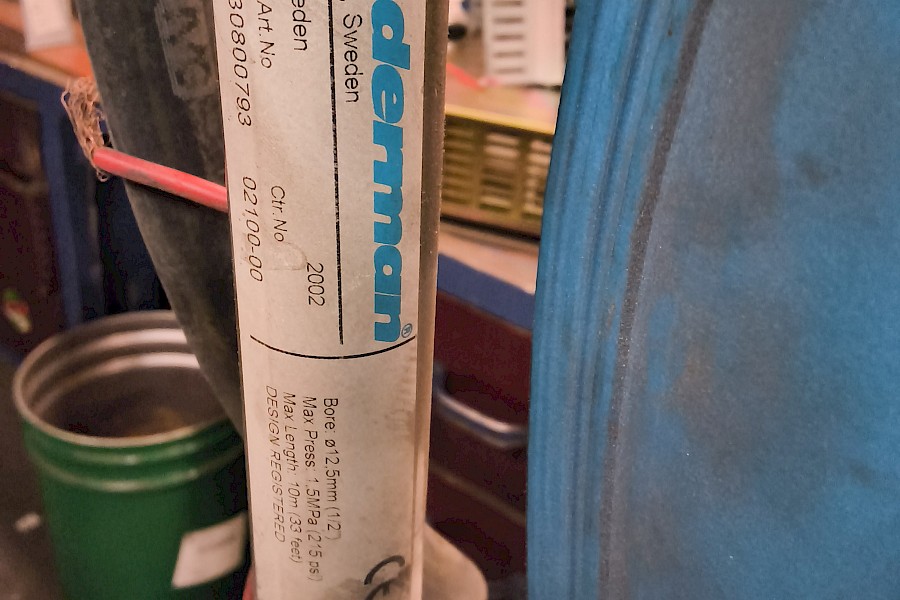 derman®
, Sweden
eden
2002
Art.No
Ctr.No
30800793
02100-00
Bore: ø12.5mm (1/2")
Max Press: 1,5MPa (215 psi)
Max Length: 10m (33 feet)
DESIGN REGISTERED
CE